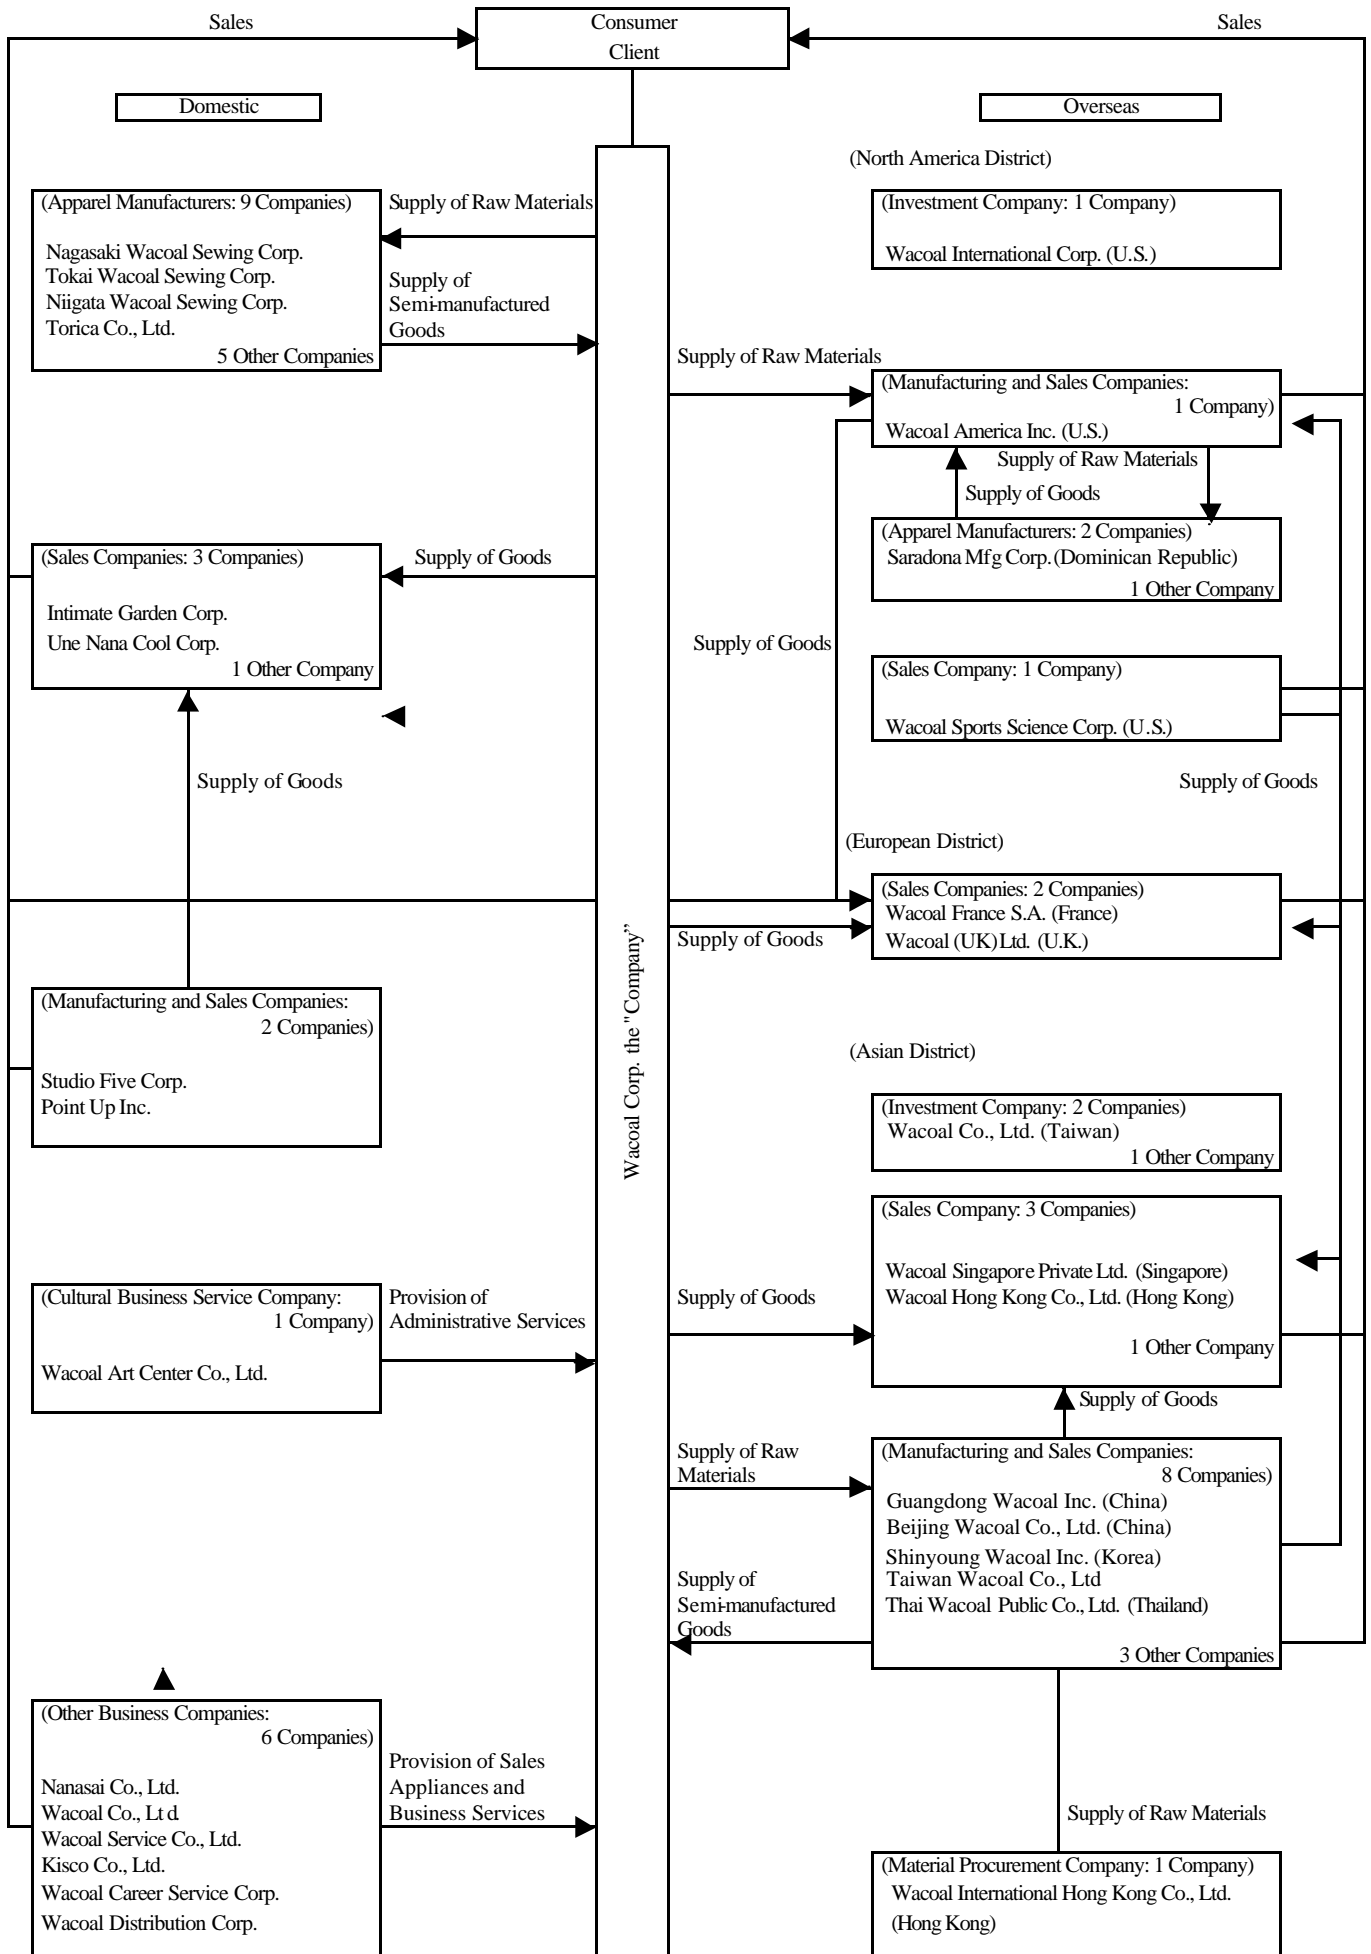 Sales
Consumer
Client
Sales
Domestic
Overseas
(North America District)
(Apparel Manufacturers: 9 Companies)
Nagasaki Wacoal Sewing Corp.
Tokai Wacoal Sewing Corp.
Niigata Wacoal Sewing Corp.
Torica Co., Ltd.
5 Other Companies
Supply of Raw Materials
Supply of
Semi-manufactured
Goods
(Investment Company: 1 Company)
Wacoal International Corp. (U.S.)
Supply of Raw Materials
(Manufacturing and Sales Companies:
1 Company)
Wacoal America Inc. (U.S.)
Supply of Raw Materials
Supply of Goods
(Apparel Manufacturers: 2 Companies)
Saradona Mfg Corp. (Dominican Republic)
1 Other Company
(Sales Companies: 3 Companies)
Intimate Garden Corp.
Une Nana Cool Corp.
1 Other Company
Supply of Goods
Supply of Goods
(Sales Company: 1 Company)
Wacoal Sports Science Corp. (U.S.)
Supply of Goods
Supply of Goods
(European District)
(Sales Companies: 2 Companies)
Wacoal France S.A. (France)
Wacoal (UK) Ltd. (U.K.)
Supply of Goods
Wacoal Corp. the "Company”
(Manufacturing and Sales Companies:
2 Companies)
Studio Five Corp.
Point Up Inc.
(Asian District)
(Investment Company: 2 Companies)
Wacoal Co., Ltd. (Taiwan)
1 Other Company
(Sales Company: 3 Companies)
Wacoal Singapore Private Ltd. (Singapore)
Wacoal Hong Kong Co., Ltd. (Hong Kong)
1 Other Company
Supply of Goods
(Cultural Business Service Company:
1 Company)
Wacoal Art Center Co., Ltd.
Provision of
Administrative Services
Supply of Goods
Supply of Raw
Materials
(Manufacturing and Sales Companies:
8 Companies)
Guangdong Wacoal Inc. (China)
Beijing Wacoal Co., Ltd. (China)
Shinyoung Wacoal Inc. (Korea)
Taiwan Wacoal Co., Ltd
Thai Wacoal Public Co., Ltd. (Thailand)
3 Other Companies
Supply of
Semi-manufactured
Goods
(Other Business Companies:
6 Companies)
Nanasai Co., Ltd.
Wacoal Co., Ltd
Wacoal Service Co., Ltd.
Kisco Co., Ltd.
Wacoal Career Service Corp.
Wacoal Distribution Corp.
Provision of Sales
Appliances and
Business Services
Supply of Raw Materials
(Material Procurement Company: 1 Company)
Wacoal International Hong Kong Co., Ltd.
(Hong Kong)